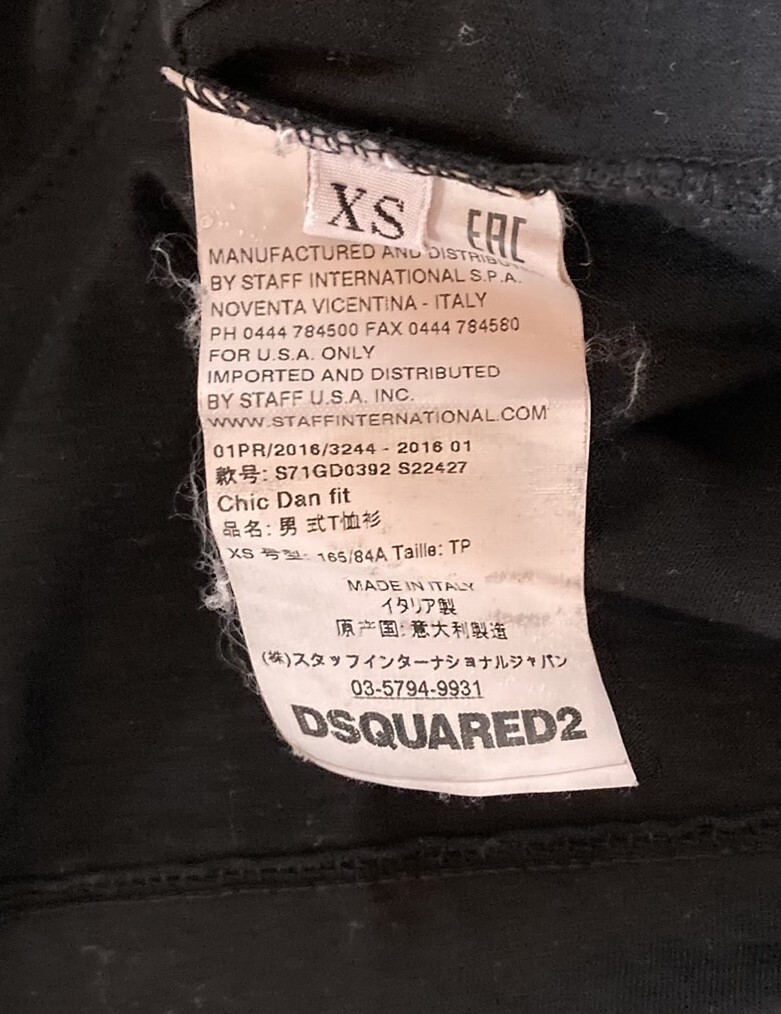 XS
EAC
MANUFACTURED AND DISTRIBU
BY STAFF INTERNATIONAL S.P.A.
NOVENTA VICENTINA - ITALY
PH 0444 784500 FAX 0444 784580
FOR U.S.A. ONLY
IMPORTED AND DISTRIBUTED
BY STAFF U.S.A. INC.
WWW.STAFFINTERNATIONAL.COM
01PR/2016/3244 - 2016 01
款号: S71GD0392 S22427
Chic Dan fit
品名: 男 式T恤衫
XS 号型: 165/84A Taille: TP
MADE IN ITALY
イタリア製
原产国: 意大利製造
(株)スタッフインターナショナルジャパン
03-5794-9931
DSQUARED2